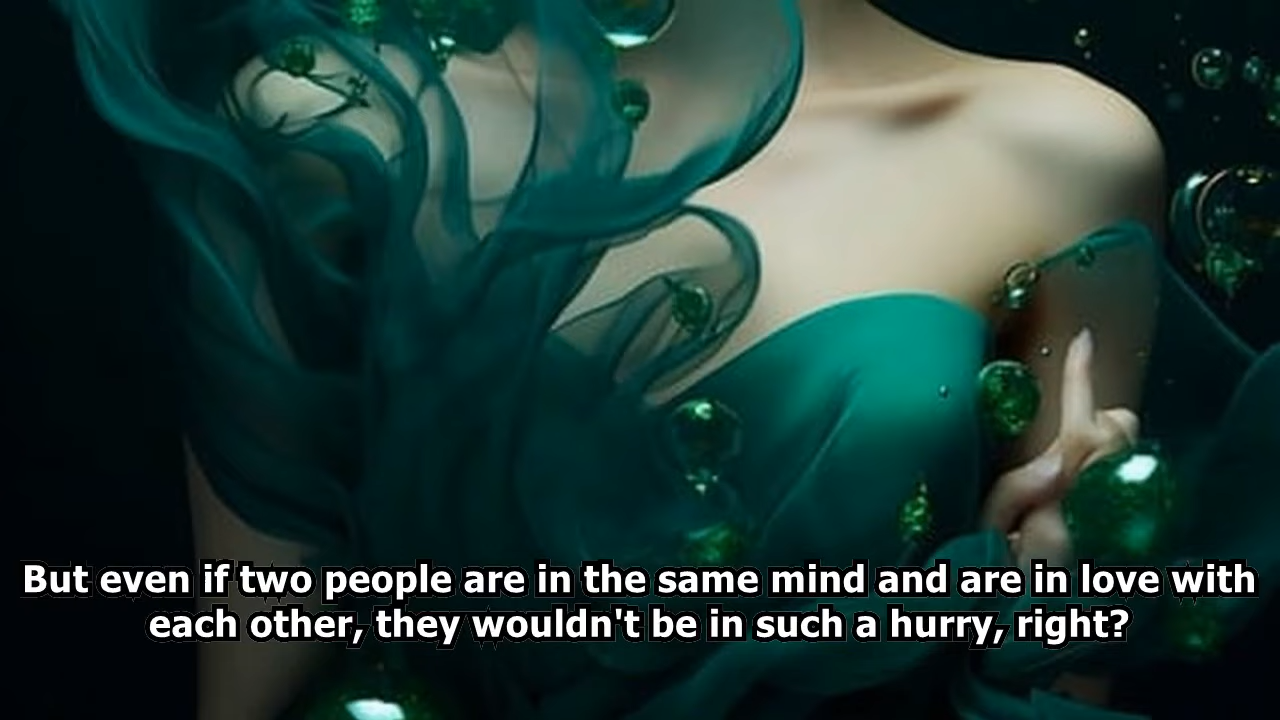 But even if two people are in the same mind and are in love with
each other, they wouldn't be in such a hurry, right?